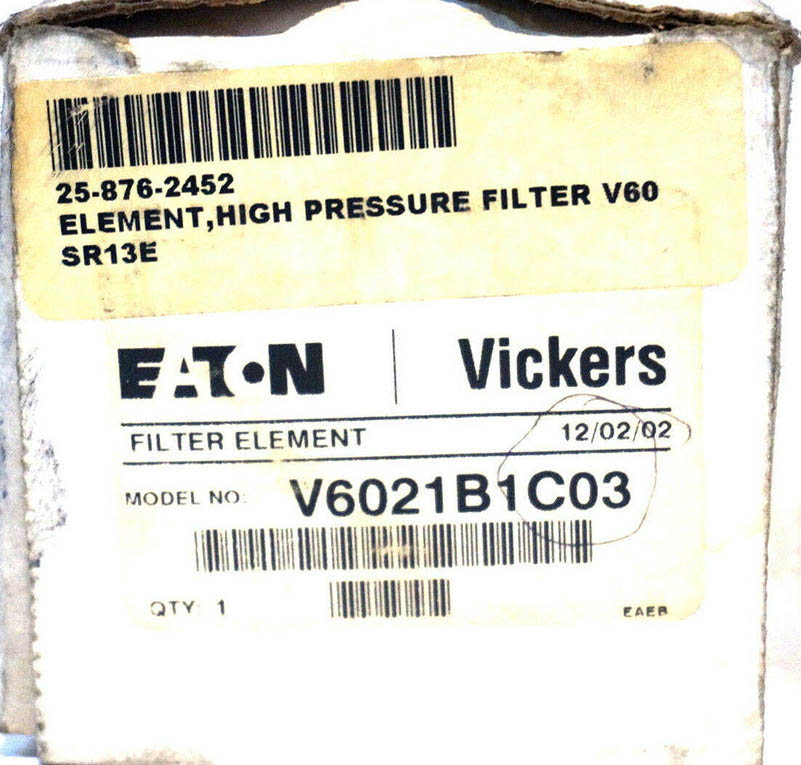 25-876-2452
ELEMENT,HIGH PRESSURE FILTER V60
SR13E
EATON | Vickers
FILTER ELEMENT 12/02/02
MODEL NO: V6021B1C03
QTY: 1 EAEB